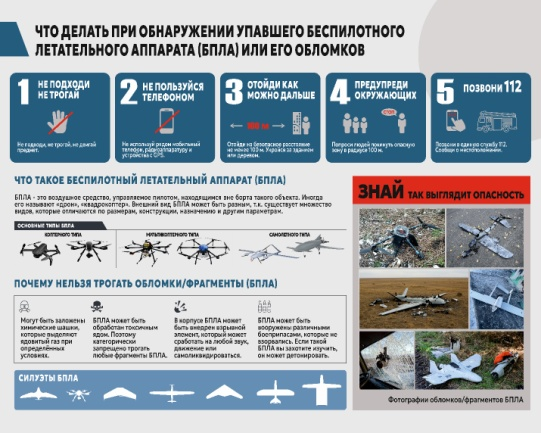 ЧТО ДЕЛАТЬ ПРИ ОБНАРУЖЕНИИ УПАВШЕГО БЕСПИЛОТНОГО
ЛЕТАТЕЛЬНОГО АППАРАТА (БПЛА) ИЛИ ЕГО ОБЛОМКОВ
1 НЕ ПОДХОДИ
НЕ ТРОГАЙ
Не подходи, не трогай, не двигай
предмет.
2 НЕ ПОЛЬЗУЙСЯ
ТЕЛЕФОНОМ
Не используй рядом мобильный
телефон, радиоаппаратуру и
устройства с GPS.
3 ОТОЙДИ КАК
МОЖНО ДАЛЬШЕ
Отойди на безопасное расстояние
не менее 100 м. Укройся за зданием
или деревом.
4 ПРЕДУПРЕДИ
ОКРУЖАЮЩИХ
Попроси людей покинуть опасную
зону в радиусе 100 м.
5 ПОЗВОНИ 112
Позвони в единую службу 112.
Сообщи о местоположении.
ЧТО ТАКОЕ БЕСПИЛОТНЫЙ ЛЕТАТЕЛЬНЫЙ АППАРАТ (БПЛА)
БПЛА - это воздушное средство, управляемое пилотом, находящимся вне борта такого объекта. Иногда
его называют «дрон», «квадрокоптер». Внешний вид БПЛА может быть разным, т.к. существует множество
видов, которые отличаются по размерам, конструкции, назначению и другим параметрам.
ОСНОВНЫЕ ТИПЫ БПЛА
КОПТЕРНОГО ТИПА
МУЛЬТИКОПТЕРНОГО ТИПА
САМОЛЕТНОГО ТИПА
ПОЧЕМУ НЕЛЬЗЯ ТРОГАТЬ ОБЛОМКИ/ФРАГМЕНТЫ (БПЛА)
Могут быть заложены
химические шашки,
которые выделяют
ядовитый газ при
определённых
условиях.
БПЛА может быть
обработан токсичным
ядом. Поэтому
категорически
запрещено трогать
любые фрагменты БПЛА.
В корпусе БПЛА может
быть внедрен взрывной
элемент, который может
сработать на любой звук,
движение или
самоликвидироваться.
БПЛА может быть
вооружены различными
боеприпасами, которые не
взорвались. Если такой
БПЛА вы захотите изучить,
он может детонировать.
СИЛУЭТЫ БПЛА
ЗНАЙ ТАК ВЫГЛЯДИТ ОПАСНОСТЬ
Фотографии обломков/фрагментов БПЛА